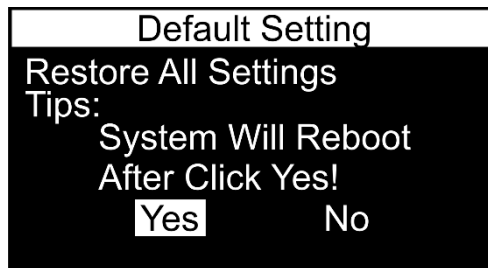 Default Setting
Restore All Settings
Tips:
System Will Reboot
After Click Yes!
Yes No